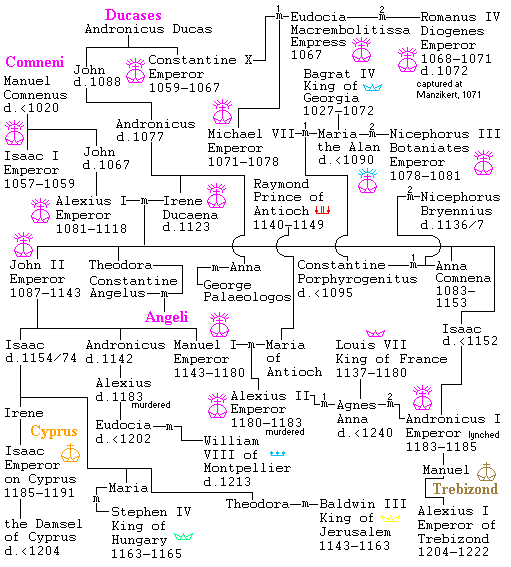 Ducases
Andronicus Ducas
1
m
Eudocia
Macrembolitissa
Empress
1067
2
m
Romanus IV
Diogenes
Emperor
1068–1071
d.1072
captured at
Manzikert, 1071
Comneni
Manuel
Comnenus
d.<1020
John
d.1088
Constantine X
Emperor
1059–1067
Bagrat IV
King of
Georgia
1027–1072
Andronicus
d.1077
Isaac I
Emperor
1057–1059
John
d.1067
Michael VII
Emperor
1071–1078
m
Maria
the Alan
d.<1090
2
m
Nicephorus III
Botaniates
Emperor
1078–1081
Alexius I
Emperor
1081–1118
m
Irene
Ducaena
d.1123
Raymond
Prince of
Antioch
1140–1149
2
m
Nicephorus
Bryennius
d.1136/7
John II
Emperor
1087–1143
Theodora
m
Constantine
Angelus
m
Anna
George
Palaeologos
Constantine
Porphyrogenitus
d.<1095
1
m
Anna
Comnena
1083–
1153
Angeli
Isaac
d.<1152
Isaac
d.1154/74
Andronicus
d.1142
Manuel I
Emperor
1143–1180
m
Maria
of
Antioch
Louis VII
King of France
1137–1180
Alexius
d.1183
murdered
Alexius II
Emperor
1180–1183
murdered
1
m
Agnes
Anna
d.<1240
2
m
Andronicus I
Emperor
lynched
1183–1185
Irene
Eudocia
d.<1202
m
William
VIII of
Montpellier
d.1213
Cyprus
Isaac
Emperor
on Cyprus
1185–1191
Manuel
Trebizond
Maria
m
Stephen IV
King of
Hungary
1163–1165
Theodora
m
Baldwin III
King of
Jerusalem
1143–1163
Alexius I
Emperor of
Trebizond
1204–1222
the Damsel
of Cyprus
d.<1204